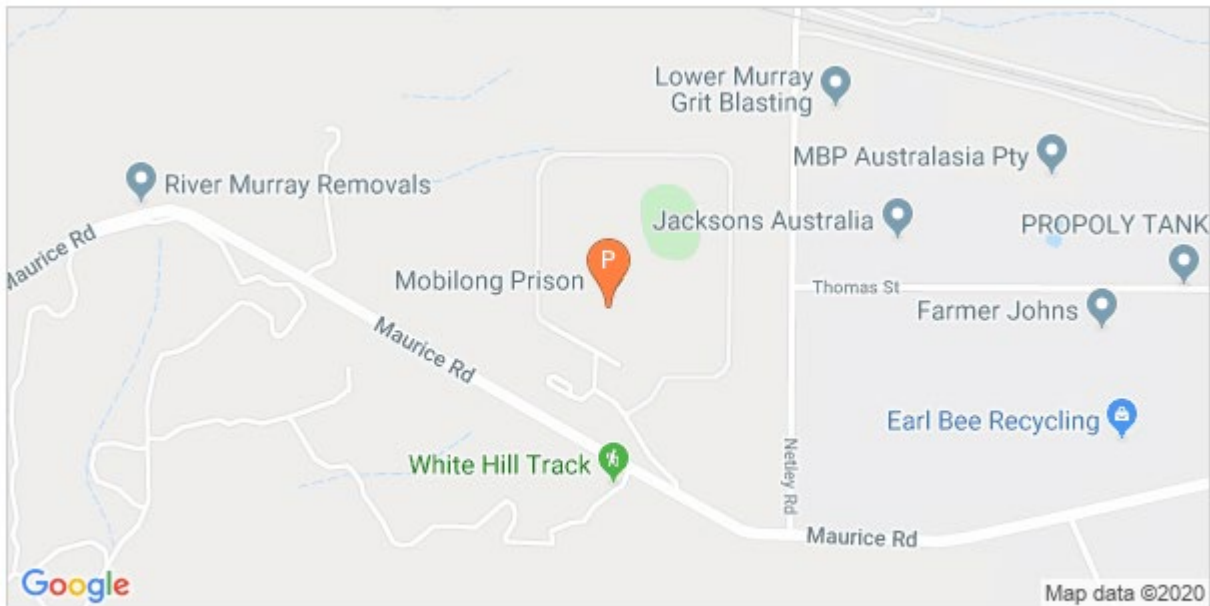 Lower Murray
Grit Blasting
MBP Australasia Pty
River Murray Removals
Jacksons Australia
PROPOLY TANK
Maurice Rd
P
Mobilong Prison
Thomas St
Farmer Johns
Maurice Rd
Earl Bee Recycling
White Hill Track
Netley Rd
Maurice Rd
Google
Map data ©2020